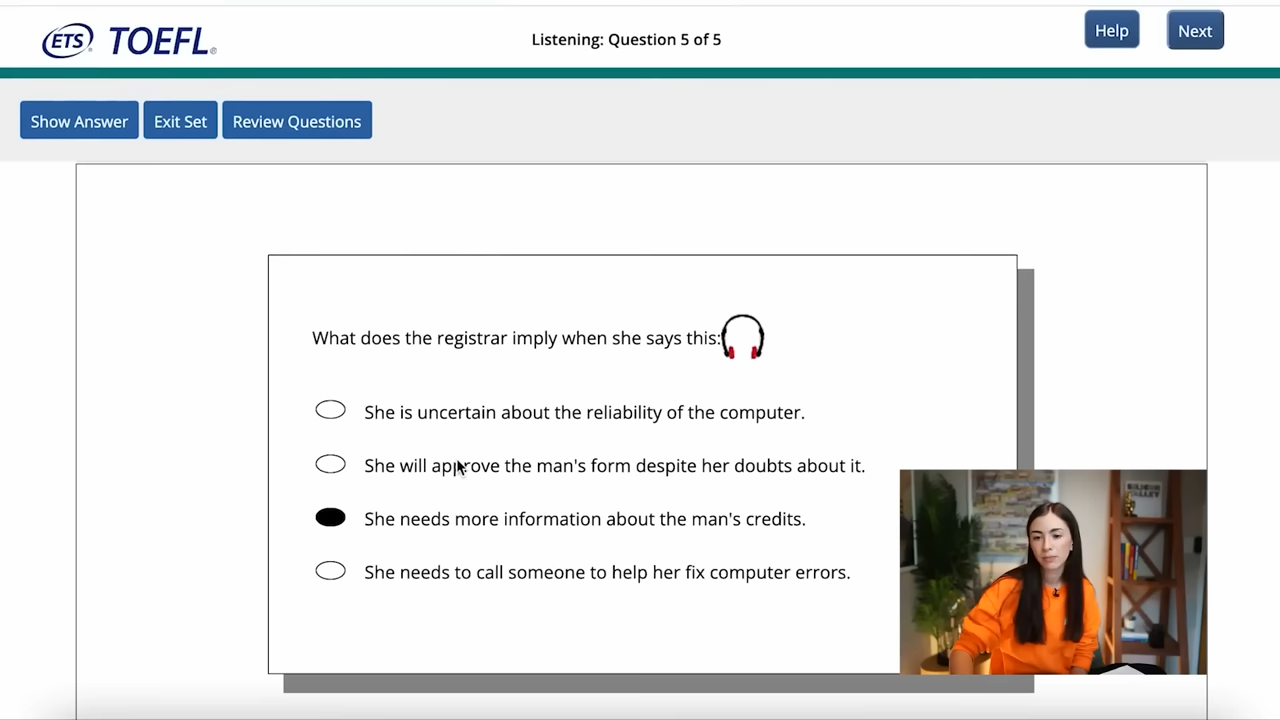 ETS TOEFL
Listening: Question 5 of 5
Help
Next
Show Answer
Exit Set
Review Questions
What does the registrar imply when she says this:
She is uncertain about the reliability of the computer.
She will approve the man's form despite her doubts about it.
She needs more information about the man's credits.
She needs to call someone to help her fix computer errors.
SILICON
VALLEY